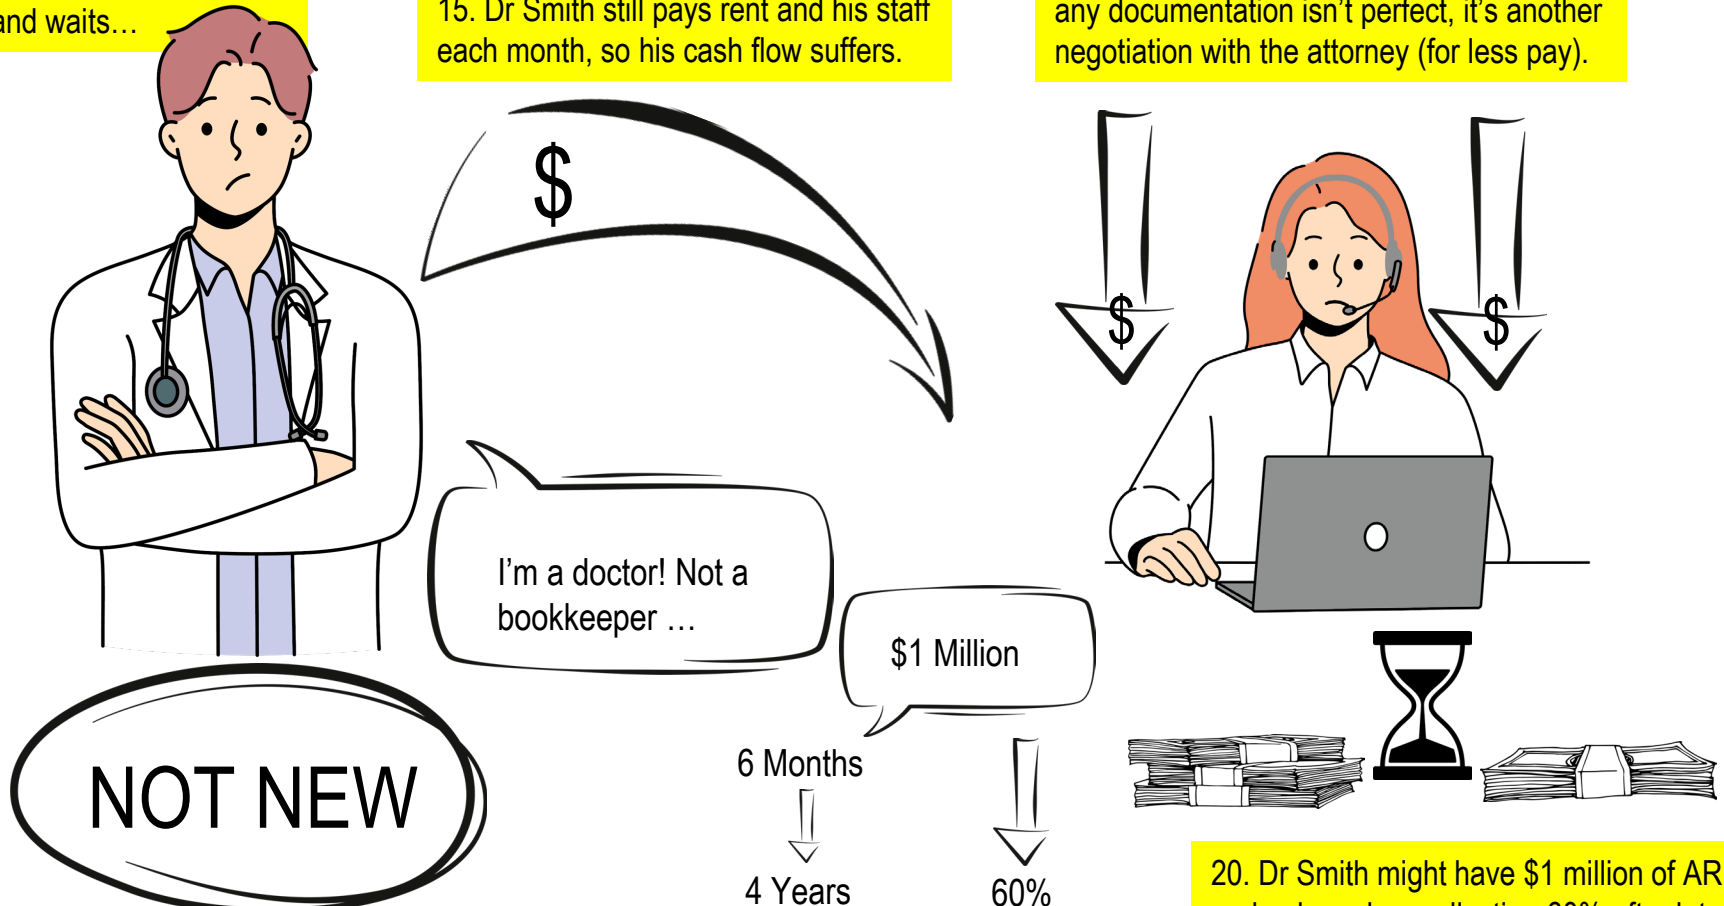 and waits…
15. Dr Smith still pays rent and his staff
each month, so his cash flow suffers.
any documentation isn’t perfect, it’s another
negotiation with the attorney (for less pay).
$
$
$
I’m a doctor! Not a
bookkeeper …
$1 Million
NOT NEW
6 Months
4 Years
60%
20. Dr Smith might have $1 million of AR